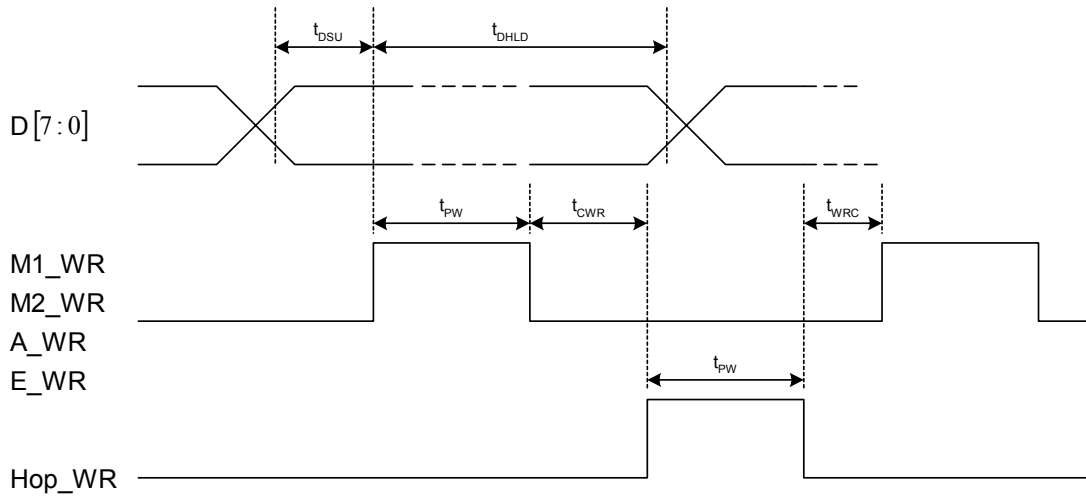 t_DSU t_DHLD
D[7:0]
t_PW t_CWR t_WRC
M1_WR
M2_WR
A_WR
t_PW
E_WR
Hop_WR